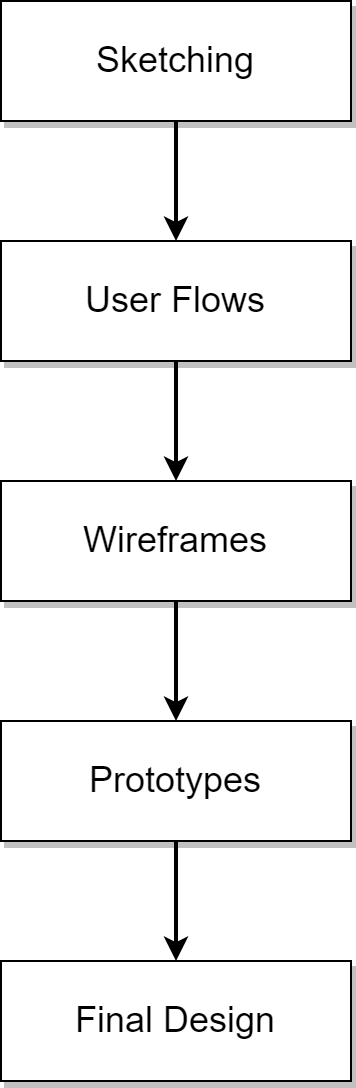 Sketching
User Flows
Wireframes
Prototypes
Final Design